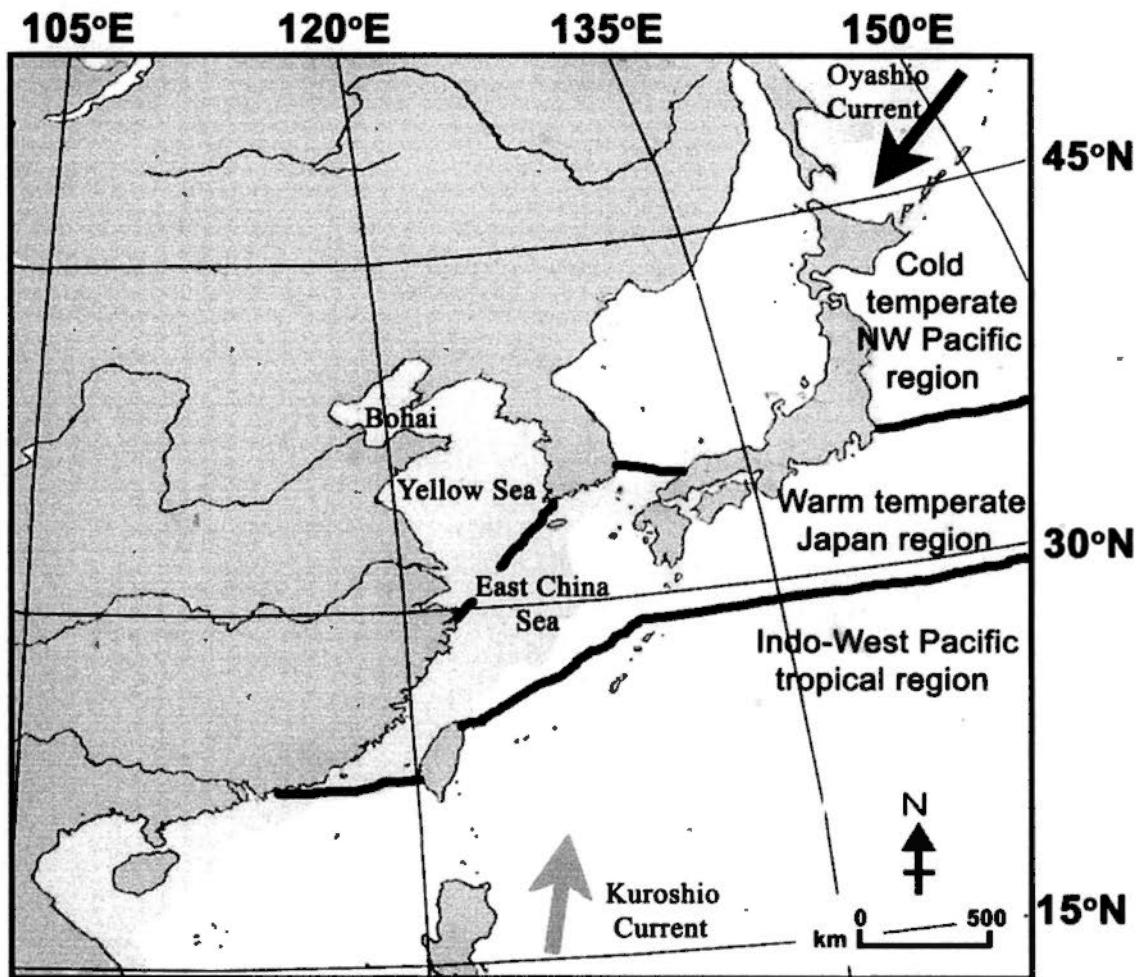 105°E
120°E
135°E
150°E
Oyashio
Current
45°N
Cold
temperate
NW Pacific
region
Bohai
Yellow Sea
Warm temperate
Japan region
30°N
East China
Sea
Indo-West Pacific
tropical region
N
Kuroshio
Current
0 500
km
15°N